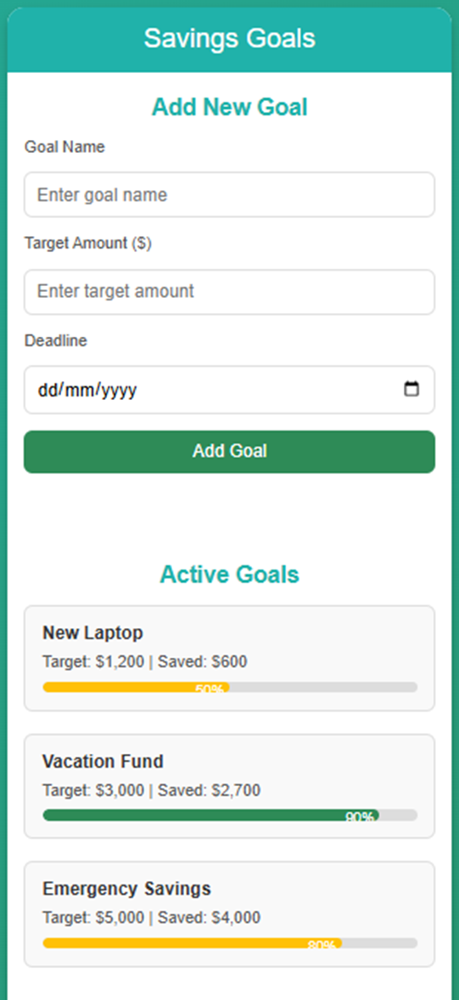 Savings Goals
Add New Goal
Goal Name
Enter goal name
Target Amount ($)
Enter target amount
Deadline
dd/mm/yyyy
Add Goal
Active Goals
New Laptop
Target: $1,200 | Saved: $600
50%
Vacation Fund
Target: $3,000 | Saved: $2,700
90%
Emergency Savings
Target: $5,000 | Saved: $4,000
80%